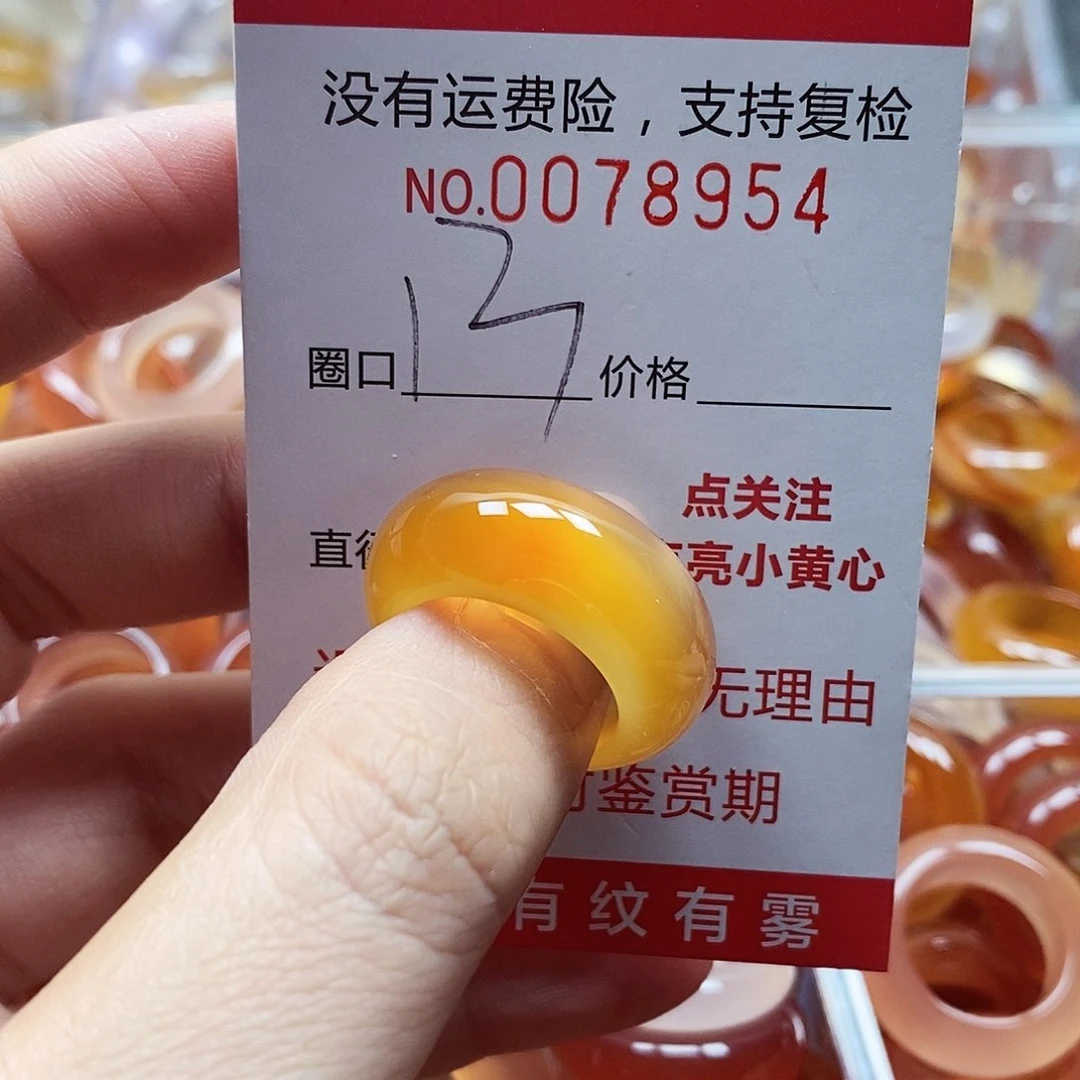 没有运费险，支持复检
NO.0078954
圈口 13 价格
点关注
直径 亮小黄心
无理由
鉴赏期
有纹有雾